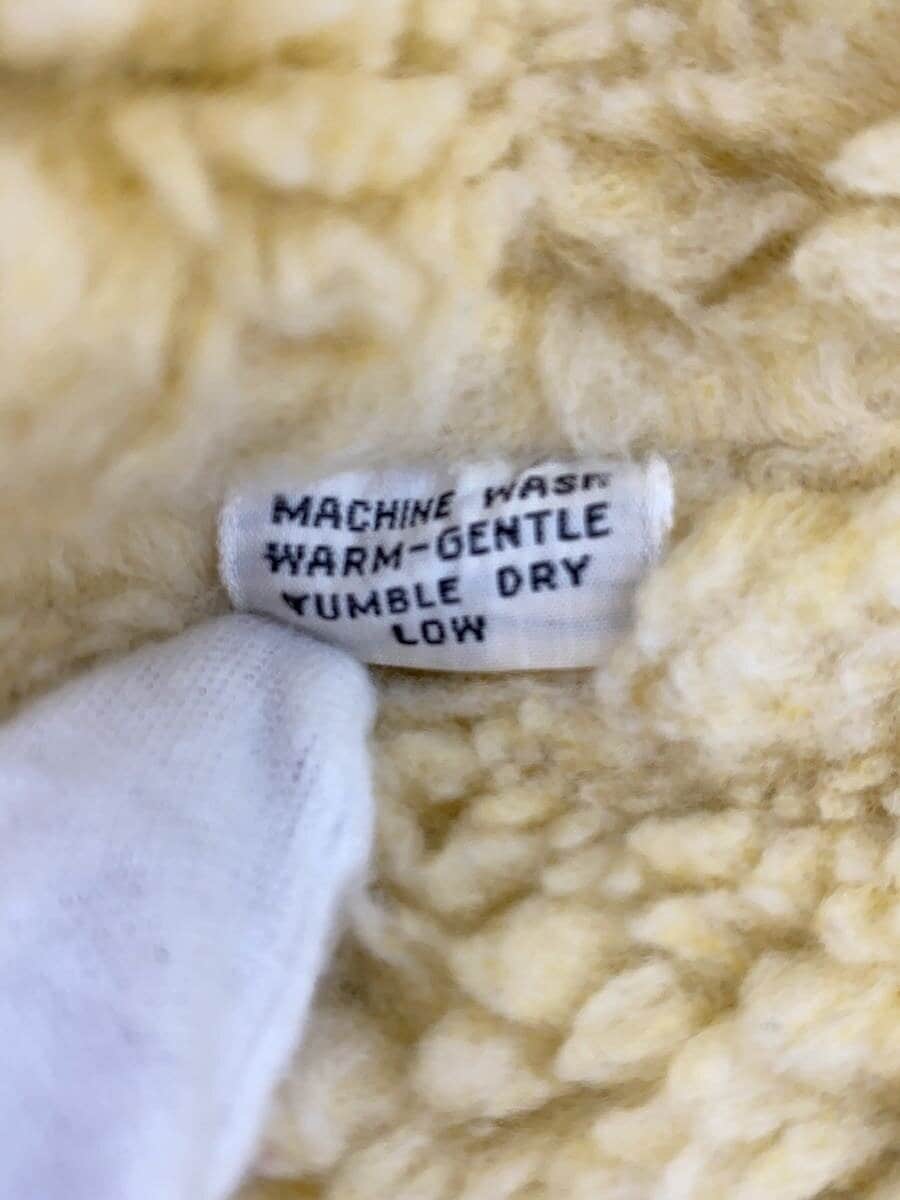 MACHINE WASH
WARM-GENTLE
TUMBLE DRY
LOW